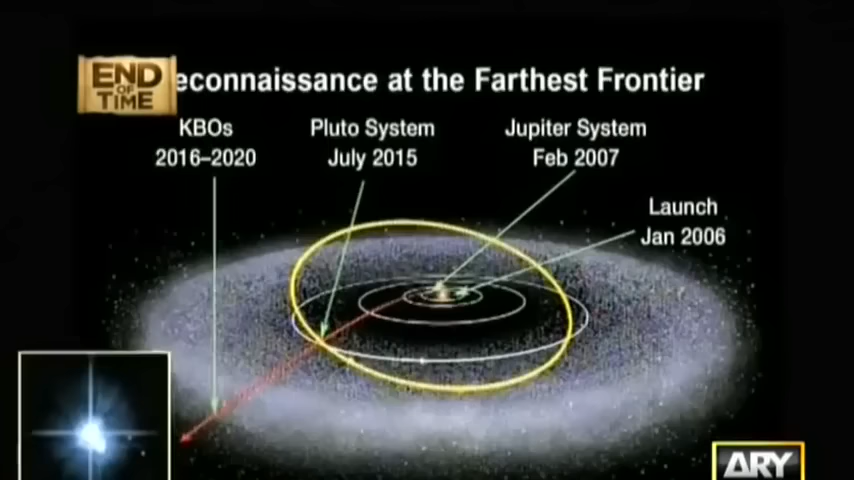 END
OF
TIME
econnaissance at the Farthest Frontier
KBOs
2016–2020
Pluto System
July 2015
Jupiter System
Feb 2007
Launch
Jan 2006
ARY